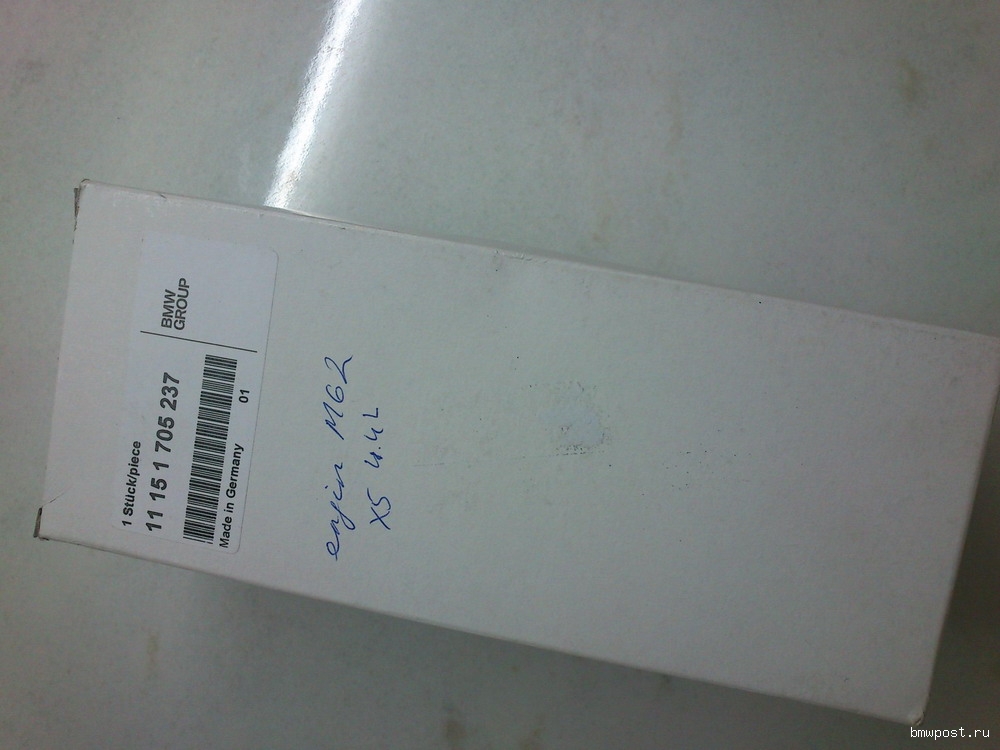 1 Stück/piece
11 15 1 705 237
Made in Germany
01
BMW
GROUP
engin M62
X5 4.4L
bmwpost.ru